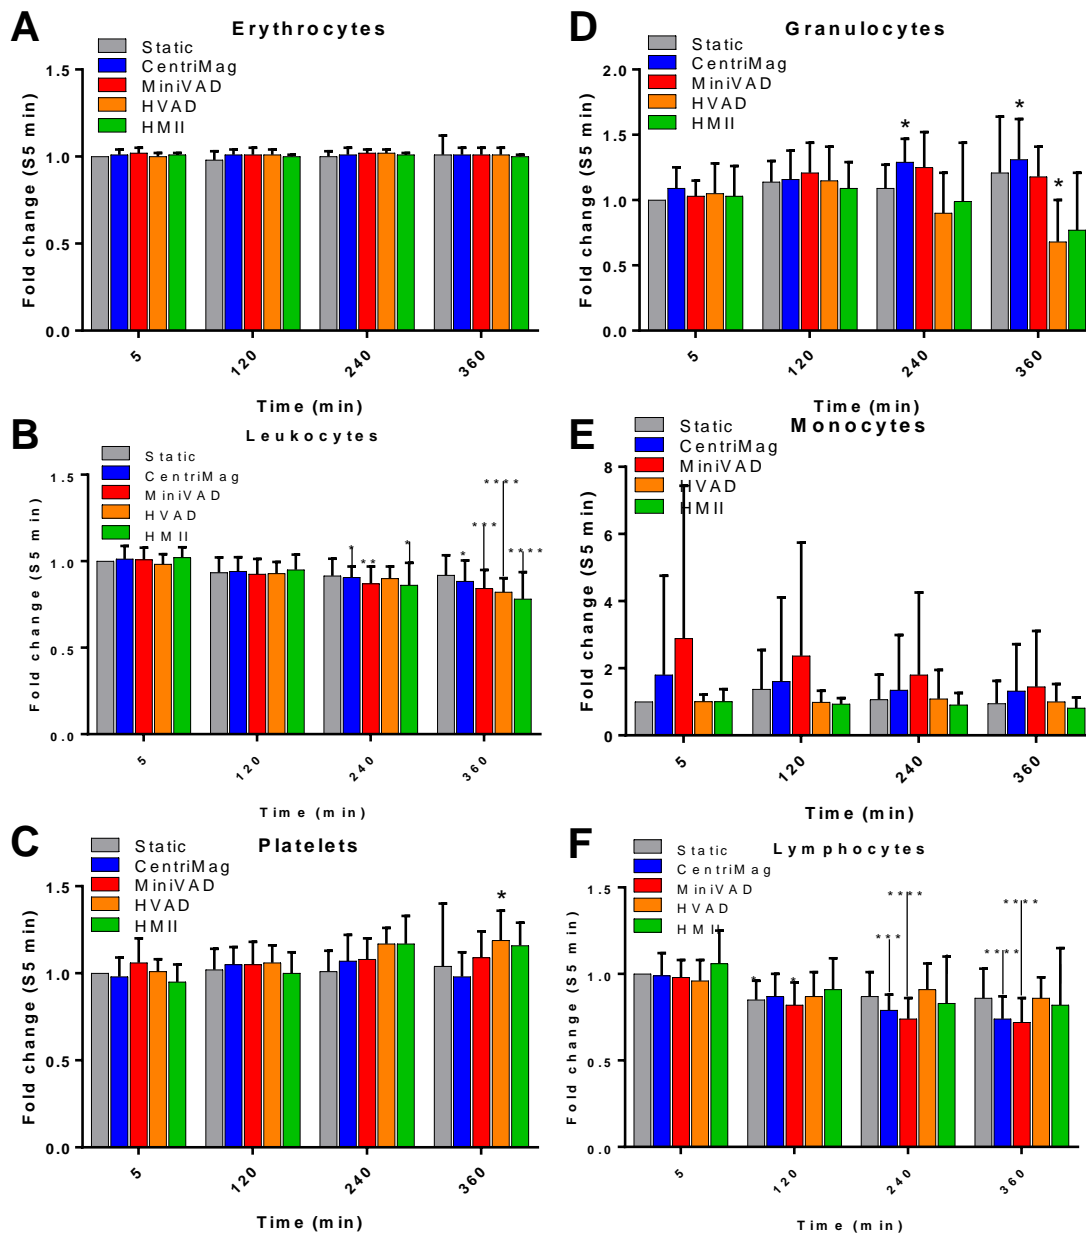 A
Erythrocytes
Static
CentriMag
MiniVAD
HVAD
HMII
Fold change (S5 min)
1.5
1.0
0.5
0.0
5
120
240
360
Time (min)
B
Leukocytes
Static
CentriMag
MiniVAD
HVAD
HMII
Fold change (S5 min)
1.5
1.0
0.5
0.0
*
**
*
*
***
****
****
5
120
240
360
Time (min)
C
Platelets
Static
CentriMag
MiniVAD
HVAD
HMII
Fold change (S5 min)
1.5
1.0
0.5
0.0
*
5
120
240
360
Time (min)
D
Granulocytes
Static
CentriMag
MiniVAD
HVAD
HMII
Fold change (S5 min)
2.0
1.5
1.0
0.5
0.0
*
*
*
5
120
240
360
Time (min)
E
Monocytes
Static
CentriMag
MiniVAD
HVAD
HMII
Fold change (S5 min)
8
6
4
2
0
5
120
240
360
Time (min)
F
Lymphocytes
Static
CentriMag
MiniVAD
HVAD
HMII
Fold change (S5 min)
1.5
1.0
0.5
0.0
*
*
***
****
****
****
5
120
240
360
Time (min)